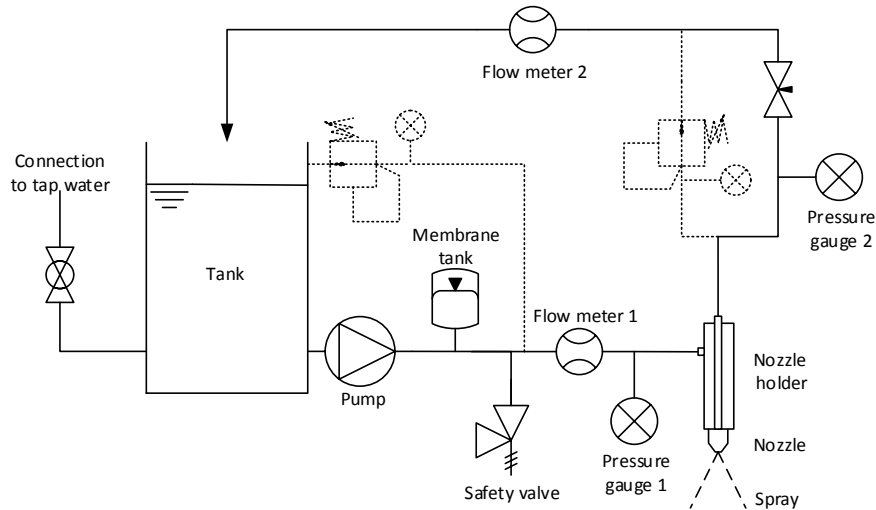 Flow meter 2
Connection
to tap water
Pressure
gauge 2
Tank
Membrane
tank
Flow meter 1
Nozzle
holder
Pump
Nozzle
Pressure
gauge 1
Safety valve
Spray